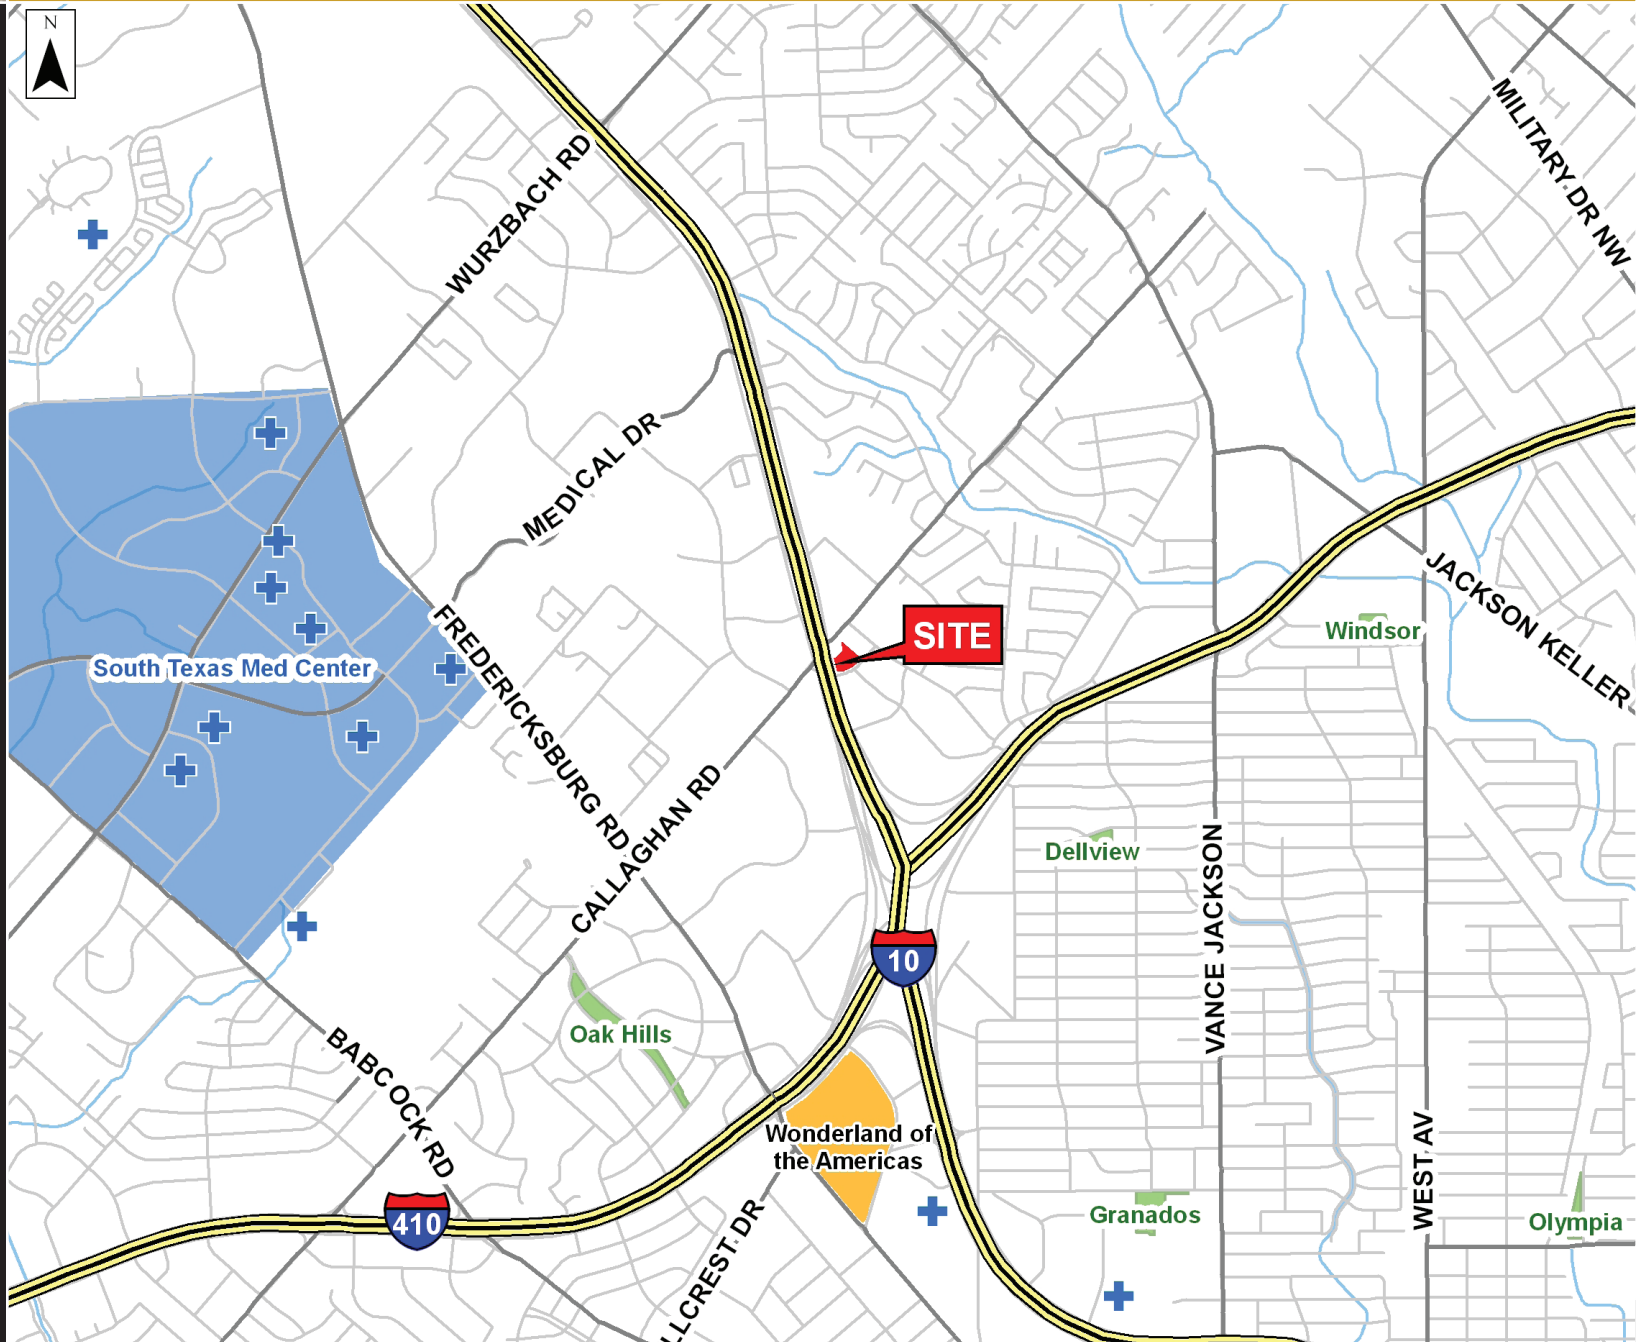 N
MILITARY DR NW
WURZBACH RD
MEDICAL DR
JACKSON KELLER
SITE
Windsor
South Texas Med Center
FREDERICKSBURG RD
CALLAGHAN RD
Dellview
VANCE JACKSON
10
Oak Hills
BABCOCK RD
Wonderland of
the Americas
WEST AV
410
LLCREST DR
Granados
Olympia